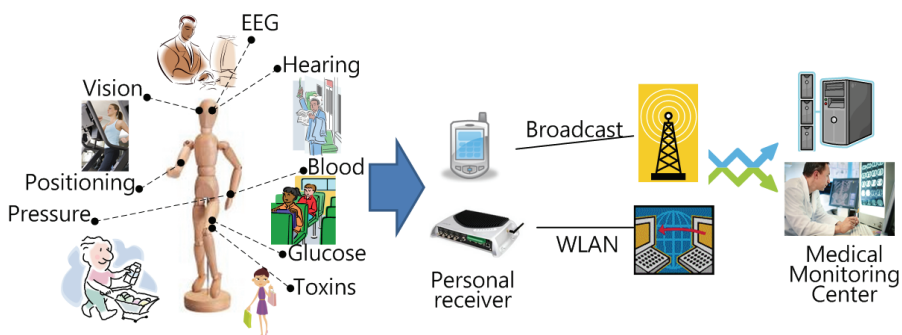 EEG
Hearing
Vision
Positioning
Blood
Pressure
Glucose
Toxins
Broadcast
WLAN
Personal
receiver
Medical
Monitoring
Center